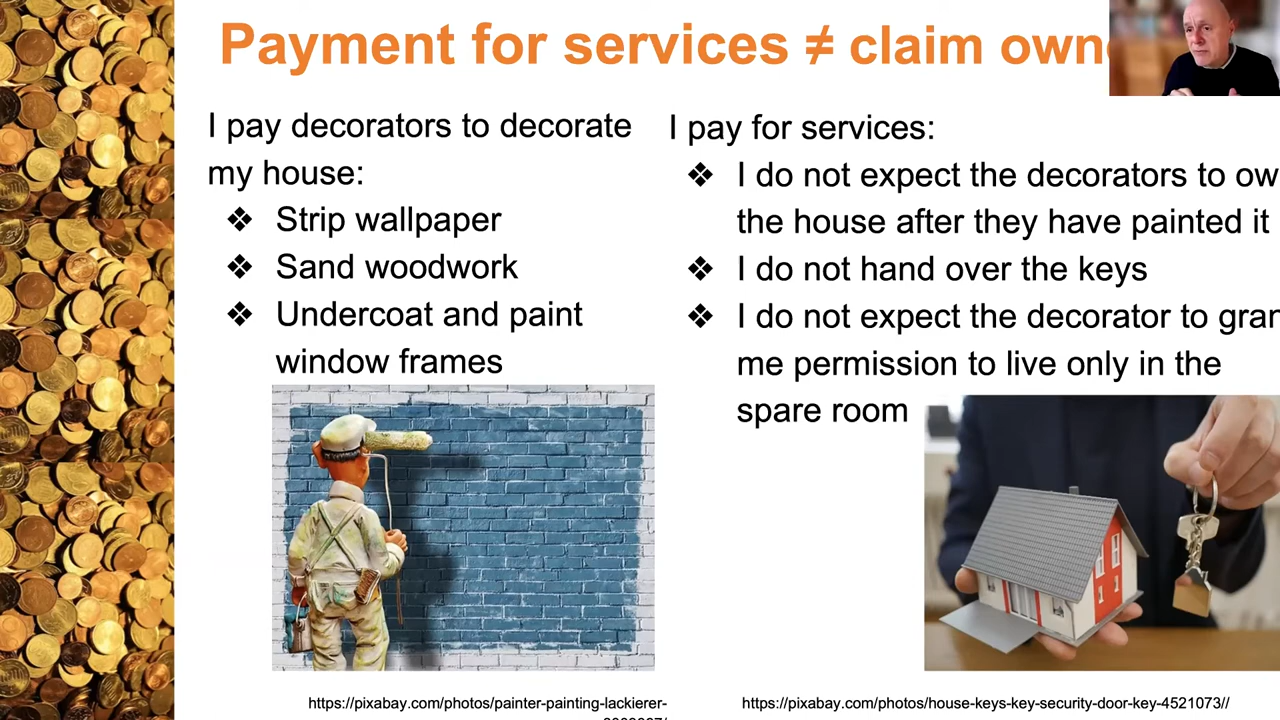 Payment for services ≠ claim own
I pay decorators to decorate
my house:
❖ Strip wallpaper
❖ Sand woodwork
❖ Undercoat and paint
window frames
I pay for services:
❖ I do not expect the decorators to ow
the house after they have painted it
❖ I do not hand over the keys
❖ I do not expect the decorator to gran
me permission to live only in the
spare room
https://pixabay.com/photos/painter-painting-lackierer-
https://pixabay.com/photos/house-keys-key-security-door-key-4521073//